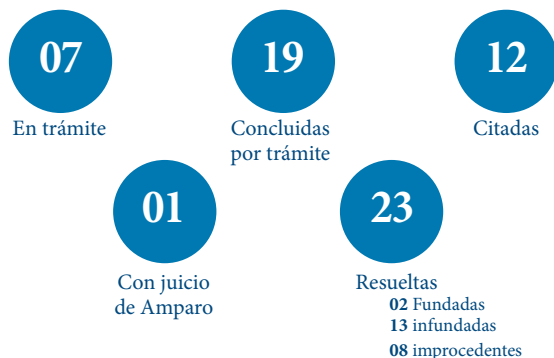 07
En trámite
19
Concluidas
por trámite
12
Citadas
01
Con juicio
de Amparo
23
Resueltas
02 Fundadas
13 infundadas
08 improcedentes